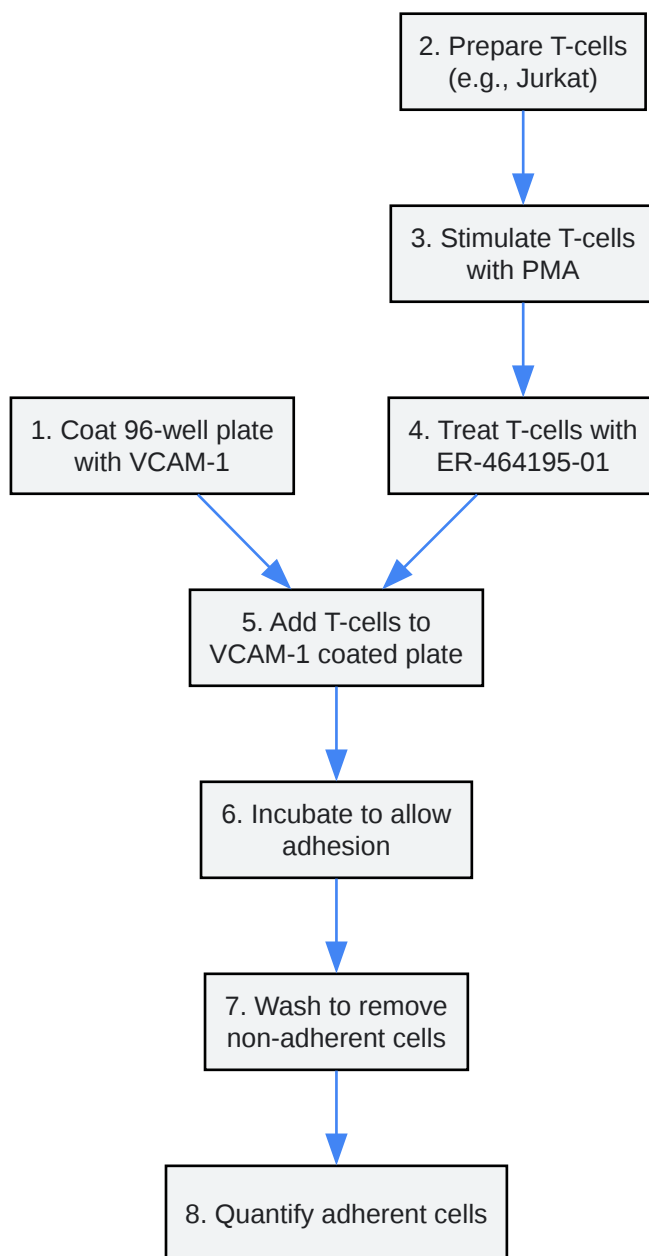 2. Prepare T-cells
(e.g., Jurkat)
3. Stimulate T-cells
with PMA
1. Coat 96-well plate
with VCAM-1
4. Treat T-cells with
ER-464195-01
5. Add T-cells to
VCAM-1 coated plate
6. Incubate to allow
adhesion
7. Wash to remove
non-adherent cells
8. Quantify adherent cells